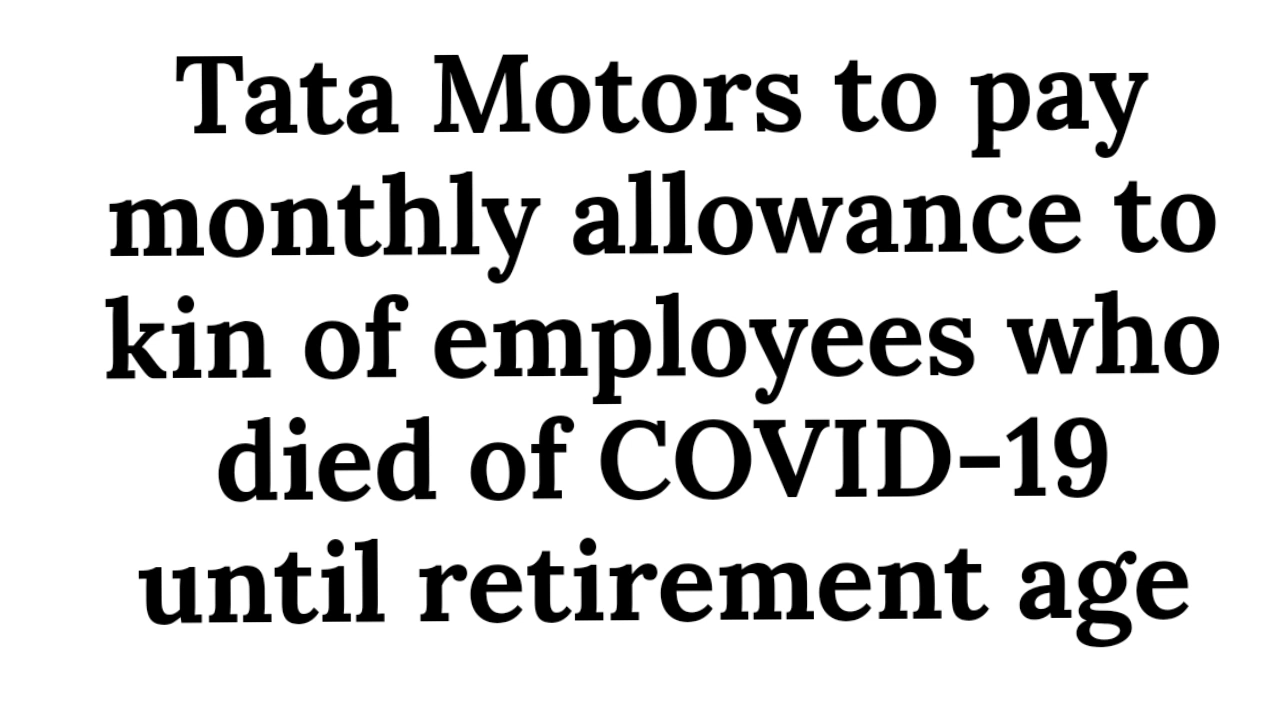 Tata Motors to pay
monthly allowance to
kin of employees who
died of COVID-19
until retirement age